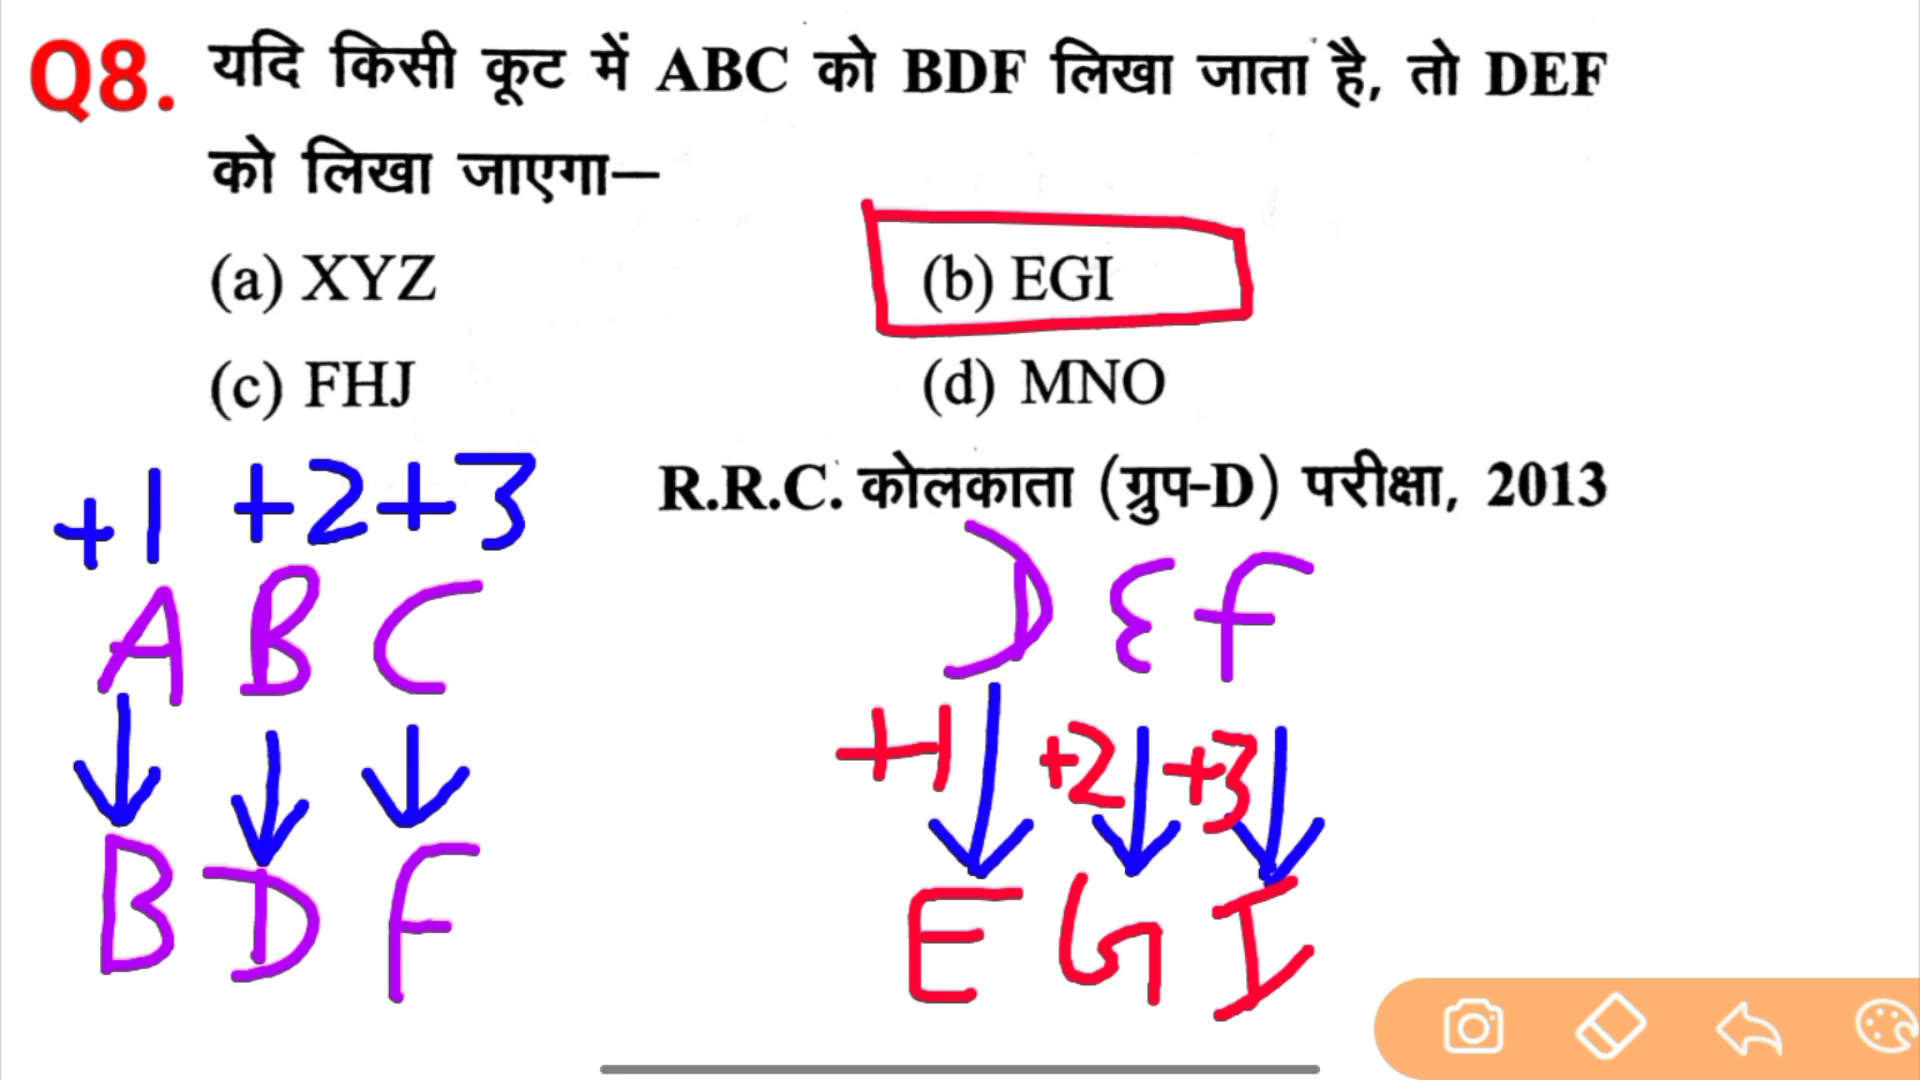 Q8. यदि किसी कूट में ABC को BDF लिखा जाता है, तो DEF
को लिखा जाएगा—
(a) XYZ (b) EGI
(c) FHJ (d) MNO
R.R.C. कोलकाता (ग्रुप-D) परीक्षा, 2013
+1 +2 +3
A B C
B D F
D E F
+1 +2 +3
E G I